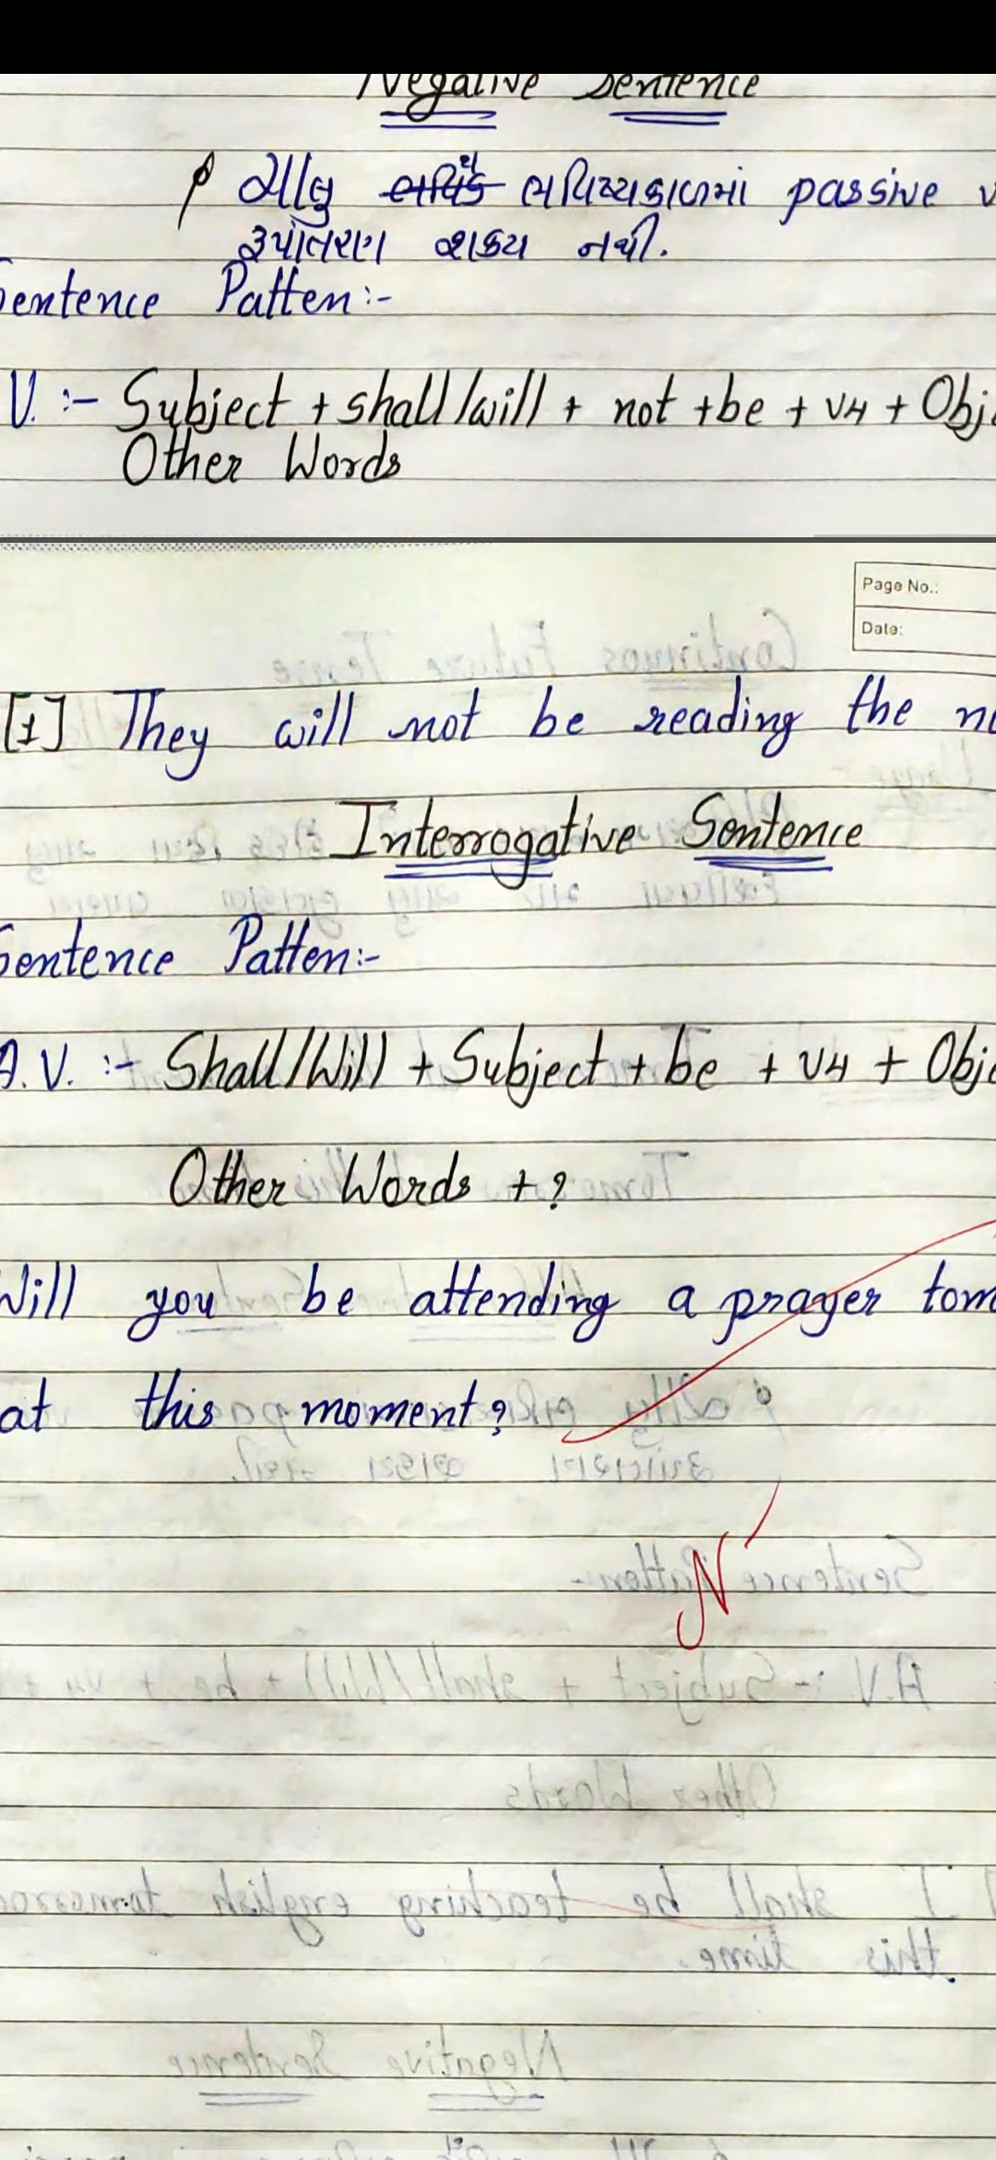 Negative Sentence
ચાલુ ભવિષ્યકાળમાં passive
રૂપાંતરણ શક્ય નથી.
Sentence Patten:-
V. :- Subject + shall/will + not +be + V4 +
Other Words
Page No.:
Date:
[1] They will not be reading the
Interrogative Sentence
Sentence Patten:-
A.V. :- Shall/Will + Subject + be + V4 +
Other Words + ?
Will you be attending a prayer
at this moment?